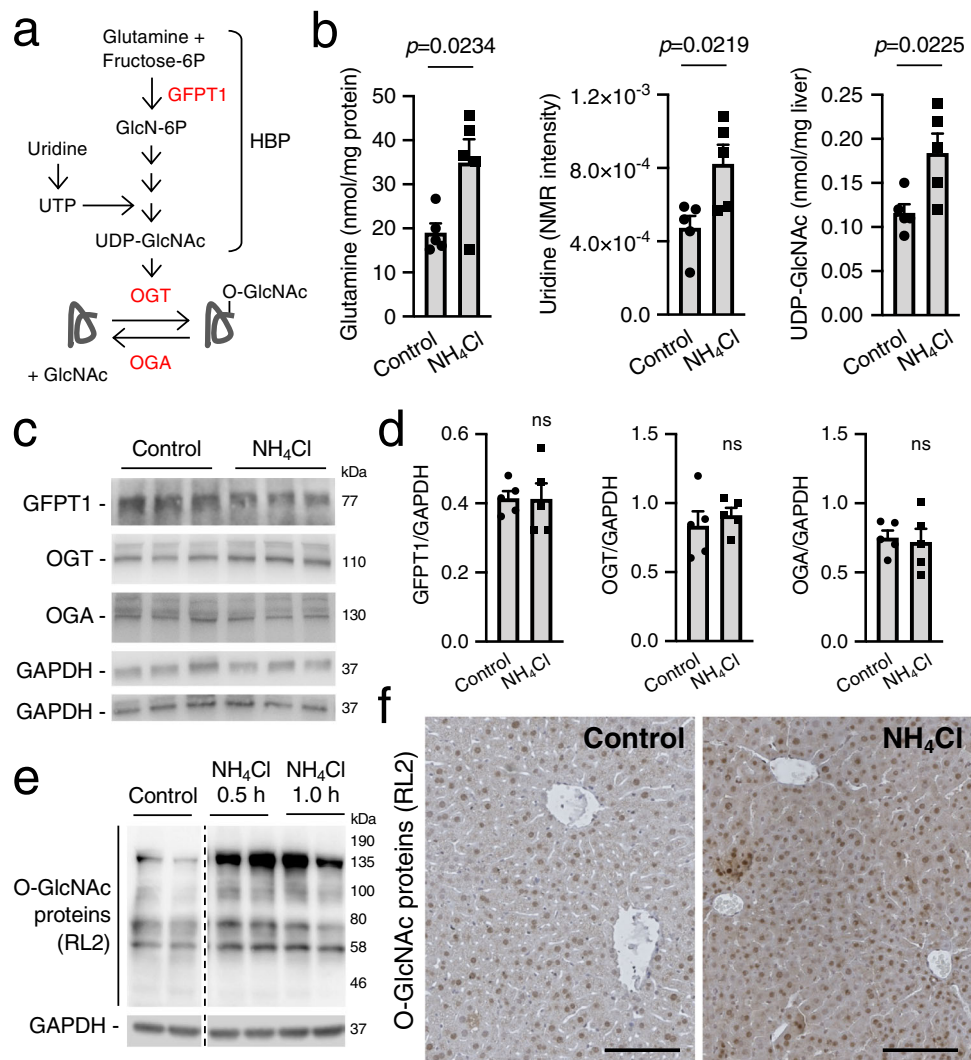 a
Glutamine +
Fructose-6P
GFPT1
GlcN-6P
HBP
Uridine
UTP
UDP-GlcNAc
OGT
O-GlcNAc
OGA
+ GlcNAc
b
p=0.0234
Glutamine (nmol/mg protein)
50
40
30
20
10
0
Control
NH₄Cl
p=0.0219
Uridine (NMR intensity)
1.2×10⁻³
8.0×10⁻⁴
4.0×10⁻⁴
0.0
Control
NH₄Cl
p=0.0225
UDP-GlcNAc (nmol/mg liver)
0.25
0.20
0.15
0.10
0.05
0.00
Control
NH₄Cl
c
Control NH₄Cl
kDa
GFPT1 - 77
OGT - 110
OGA - 130
GAPDH - 37
GAPDH - 37
d
ns
GFPT1/GAPDH
0.6
0.4
0.2
0.0
Control
NH₄Cl
ns
OGT/GAPDH
1.5
1.0
0.5
0.0
Control
NH₄Cl
ns
OGA/GAPDH
1.5
1.0
0.5
0.0
Control
NH₄Cl
e
Control
NH₄Cl
0.5 h
NH₄Cl
1.0 h
kDa
190
135
100
80
58
46
O-GlcNAc
proteins
(RL2)
GAPDH - 37
f
O-GlcNAc proteins (RL2)
Control
NH₄Cl